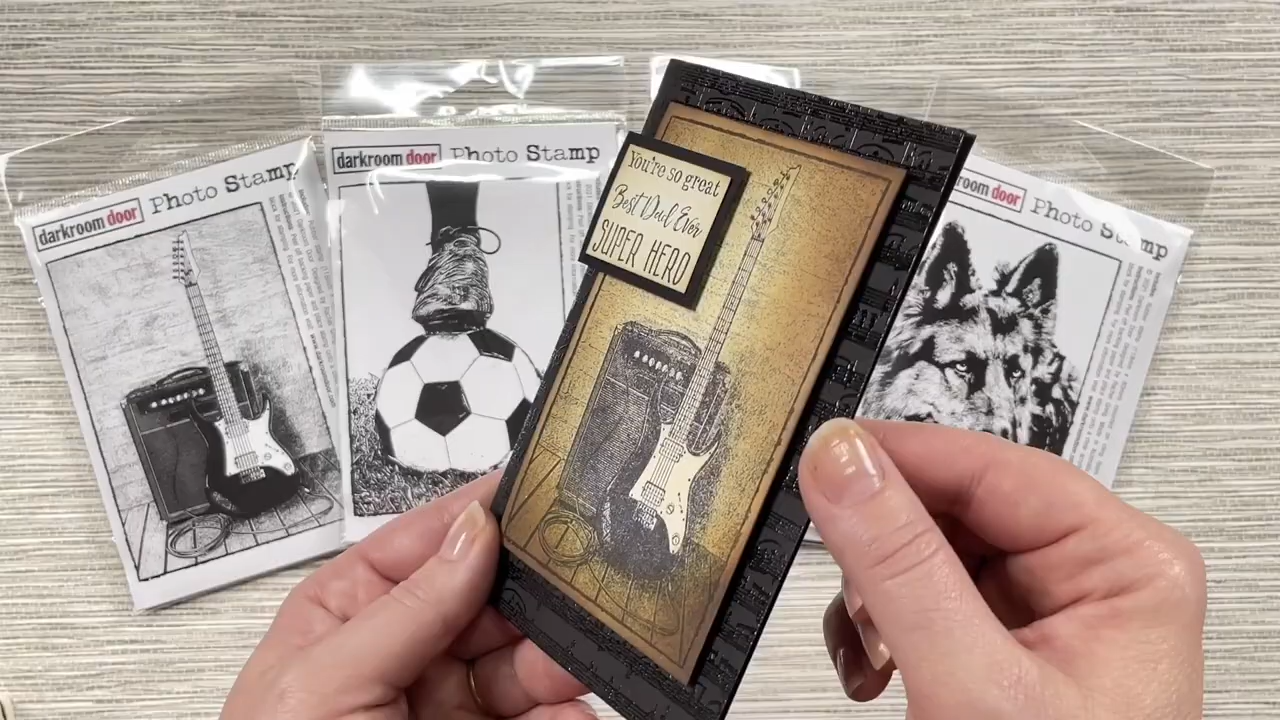 darkroom door Photo Stamp
darkroom door Photo Stamp
You're so great
Best Dad Ever
SUPER HERO
room door Photo Stamp